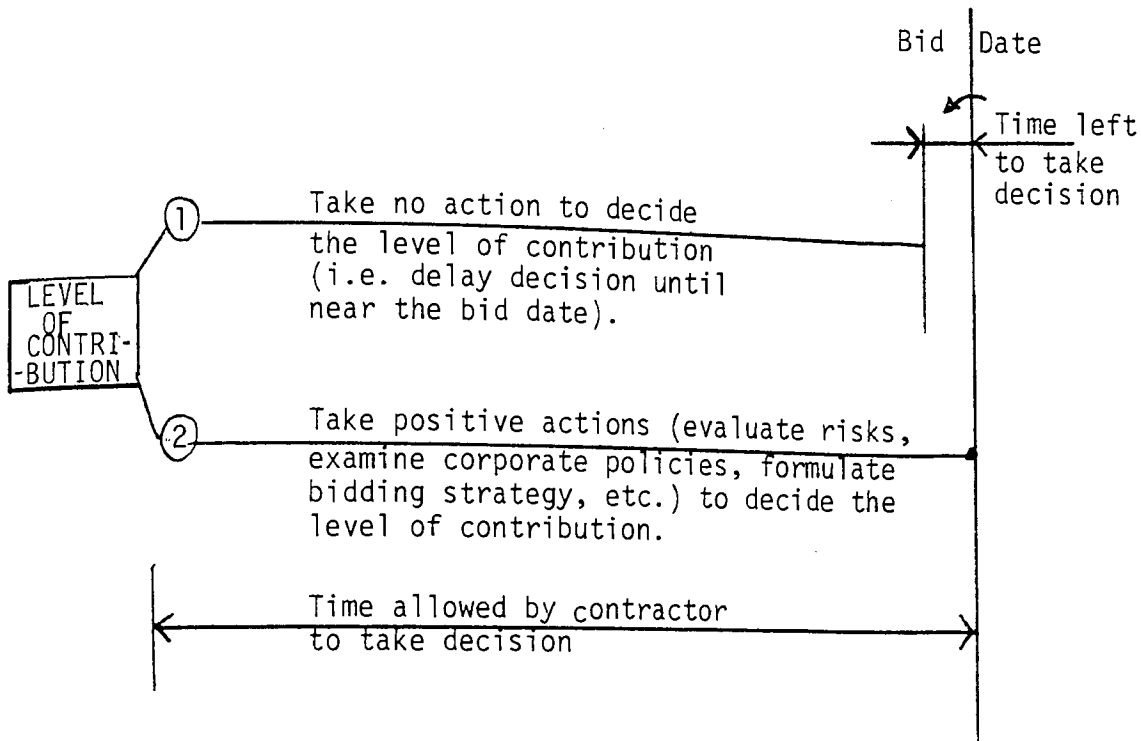 Bid Date
Time left
to take
decision
1
Take no action to decide
the level of contribution
(i.e. delay decision until
near the bid date).
LEVEL
OF
CONTRI-
-BUTION
2
Take positive actions (evaluate risks,
examine corporate policies, formulate
bidding strategy, etc.) to decide the
level of contribution.
Time allowed by contractor
to take decision